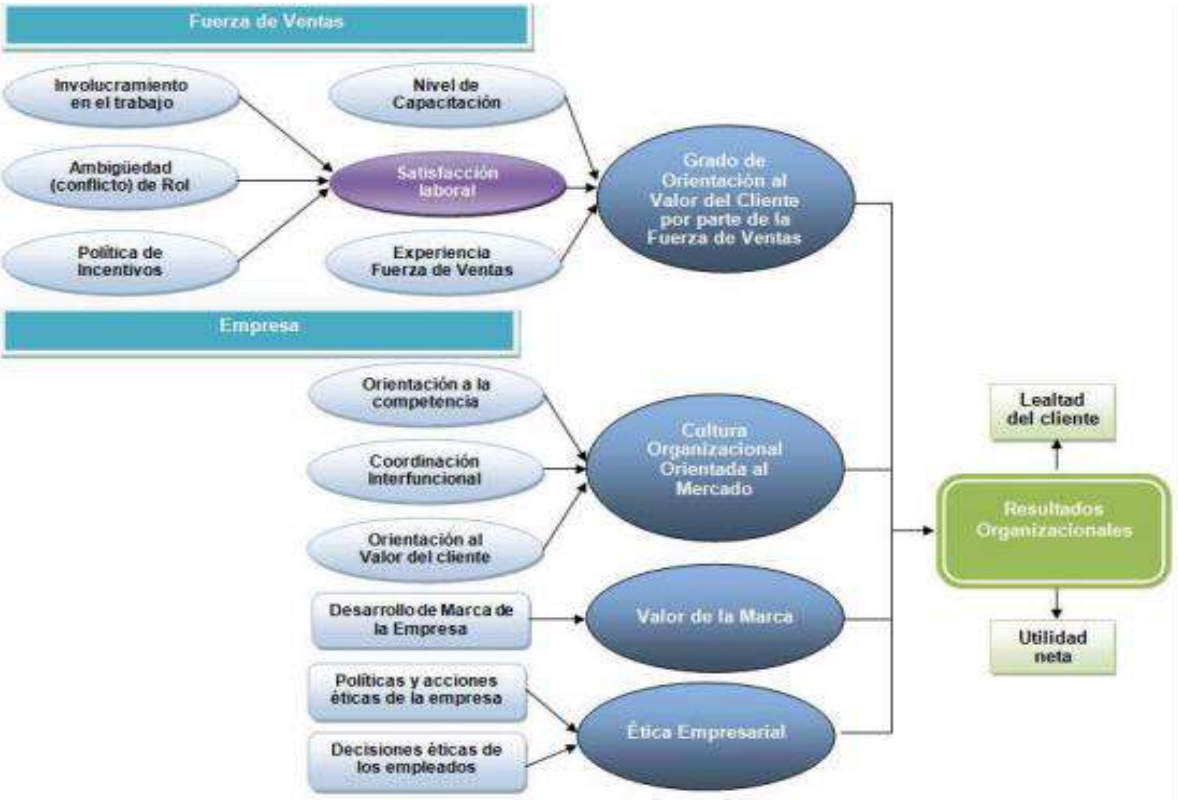 Fuerza de Ventas
Involucramiento
en el trabajo
Nivel de
Capacitación
Ambigüedad
(conflicto) de Rol
Satisfacción
laboral
Grado de
Orientación al
Valor del Cliente
por parte de la
Fuerza de Ventas
Política de
Incentivos
Experiencia
Fuerza de Ventas
Empresa
Orientación a la
competencia
Coordinación
Interfuncional
Orientación al
Valor del cliente
Cultura
Organizacional
Orientada al
Mercado
Desarrollo de Marca de
la Empresa
Valor de la Marca
Políticas y acciones
éticas de la empresa
Decisiones éticas de
los empleados
Ética Empresarial
Lealtad
del cliente
Resultados
Organizacionales
Utilidad
neta